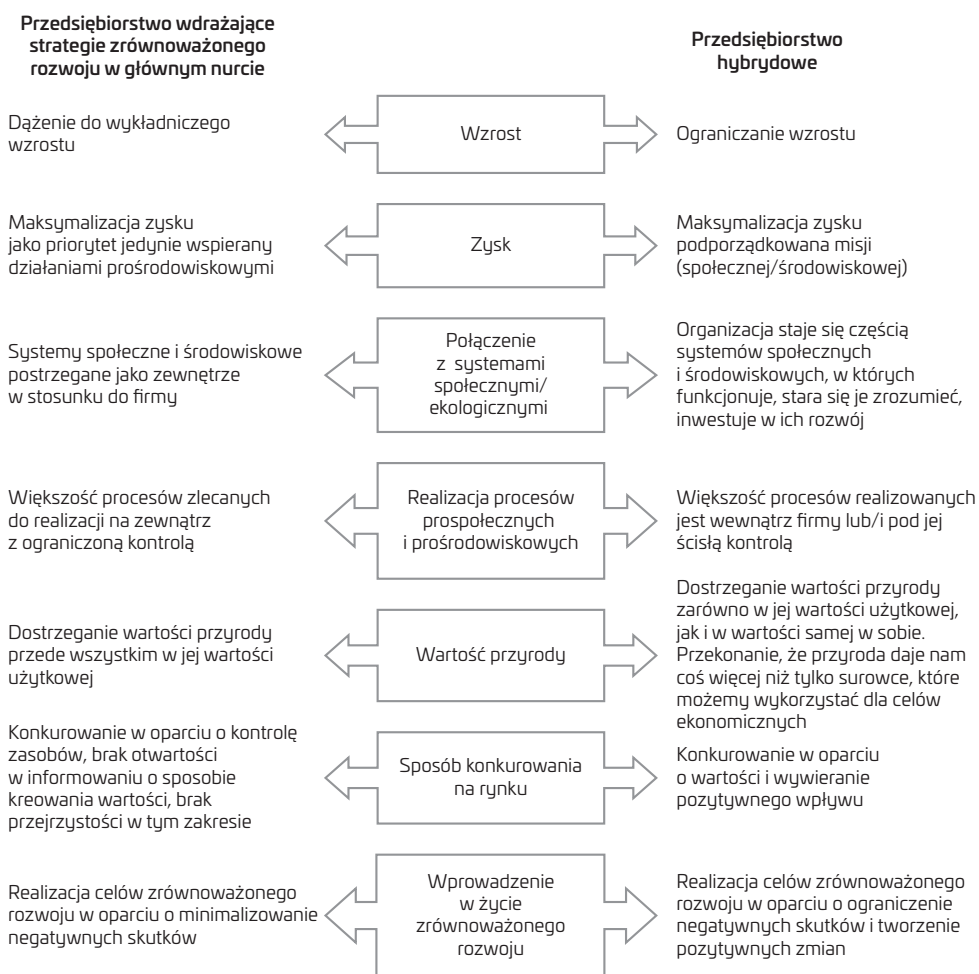 Przedsiębiorstwo wdrażające
strategie zrównoważonego
rozwoju w głównym nurcie
Przedsiębiorstwo
hybrydowe
Dążenie do wykładniczego
wzrostu
Wzrost
Ograniczanie wzrostu
Maksymalizacja zysku
jako priorytet jedynie wspierany
działaniami prośrodowiskowymi
Zysk
Maksymalizacja zysku
podporządkowana misji
(społecznej/środowiskowej)
Systemy społeczne i środowiskowe
postrzegane jako zewnętrze
w stosunku do firmy
Połączenie
z systemami
społecznymi/
ekologicznymi
Organizacja staje się częścią
systemów społecznych
i środowiskowych, w których
funkcjonuje, stara się je zrozumieć,
inwestuje w ich rozwój
Większość procesów zlecanych
do realizacji na zewnątrz
z ograniczoną kontrolą
Realizacja procesów
prospołecznych
i prośrodowiskowych
Większość procesów realizowanych
jest wewnątrz firmy lub/i pod jej
ścisłą kontrolą
Dostrzeganie wartości przyrody
przede wszystkim w jej wartości
użytkowej
Wartość przyrody
Dostrzeganie wartości przyrody
zarówno w jej wartości użytkowej,
jak i w wartości samej w sobie.
Przekonanie, że przyroda daje nam
coś więcej niż tylko surowce, które
możemy wykorzystać dla celów
ekonomicznych
Konkurowanie w oparciu o kontrolę
zasobów, brak otwartości
w informowaniu o sposobie
kreowania wartości, brak
przejrzystości w tym zakresie
Sposób konkurowania
na rynku
Konkurowanie w oparciu
o wartości i wywieranie
pozytywnego wpływu
Realizacja celów zrównoważonego
rozwoju w oparciu o minimalizowanie
negatywnych skutków
Wprowadzenie
w życie
zrównoważonego
rozwoju
Realizacja celów zrównoważonego
rozwoju w oparciu o ograniczenie
negatywnych skutków i tworzenie
pozytywnych zmian